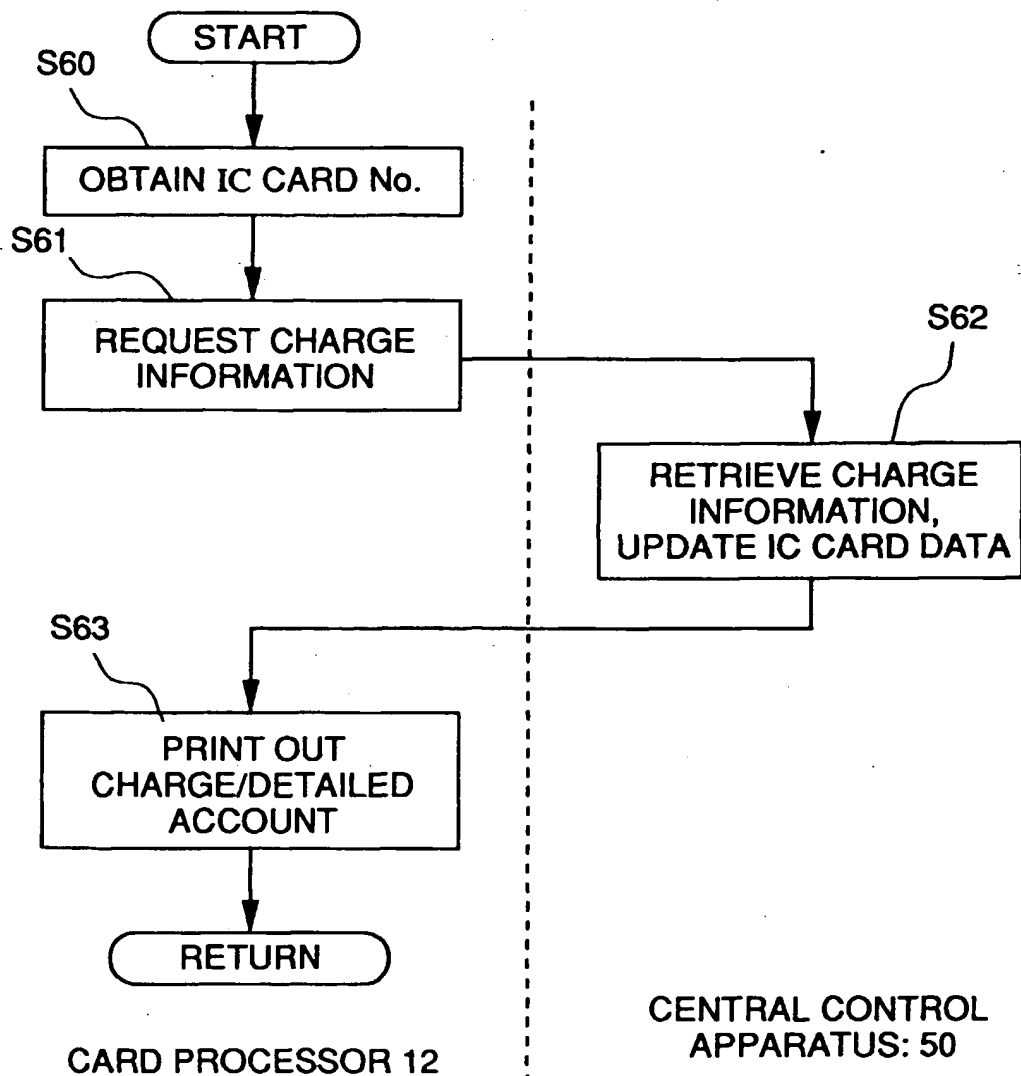 START
S60
OBTAIN IC CARD No.
S61
REQUEST CHARGE
INFORMATION
S62
RETRIEVE CHARGE
INFORMATION,
UPDATE IC CARD DATA
S63
PRINT OUT
CHARGE/DETAILED
ACCOUNT
RETURN
CARD PROCESSOR 12
CENTRAL CONTROL
APPARATUS: 50